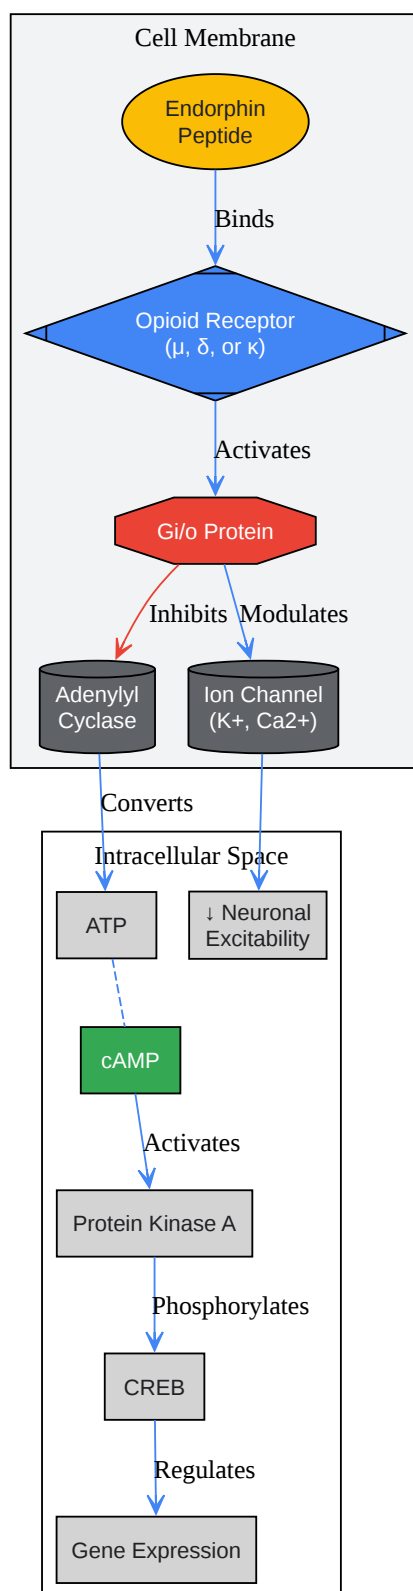 Cell Membrane
Endorphin
Peptide
Binds
Opioid Receptor
(μ, δ, or κ)
Activates
Gi/o Protein
Inhibits
Modulates
Adenylyl
Cyclase
Ion Channel
(K+, Ca2+)
Converts
Intracellular Space
ATP
↓ Neuronal
Excitability
cAMP
Activates
Protein Kinase A
Phosphorylates
CREB
Regulates
Gene Expression